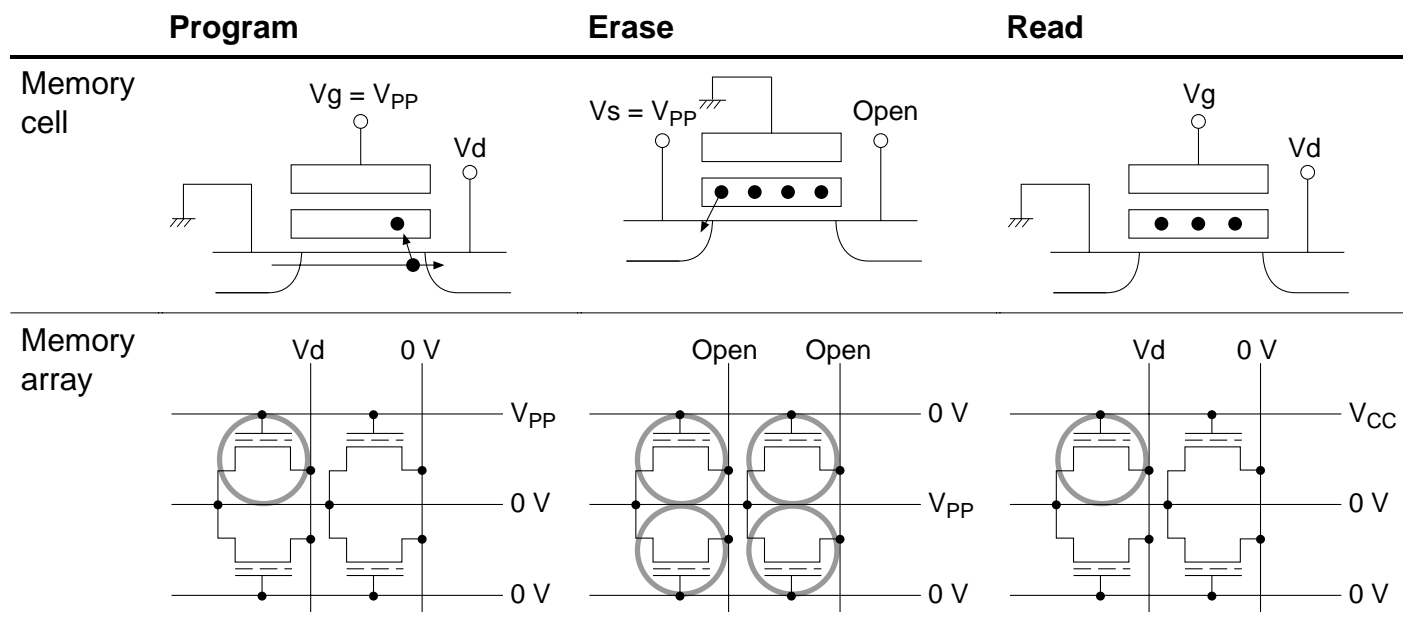 Program Erase Read
Memory
cell
Vg = VPP
Vd
Vs = VPP
Open
Vg
Vd
Memory
array
Vd 0 V
VPP
0 V
0 V
Open Open
0 V
VPP
0 V
Vd 0 V
VCC
0 V
0 V